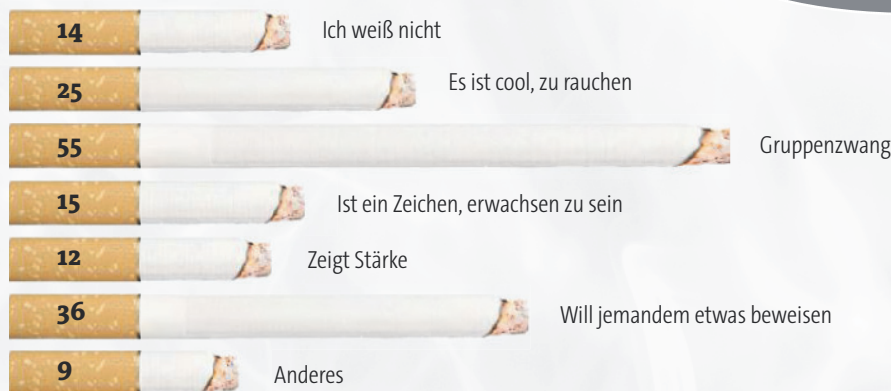 14 Ich weiß nicht
25 Es ist cool, zu rauchen
55 Gruppenzwang
15 Ist ein Zeichen, erwachsen zu sein
12 Zeigt Stärke
36 Will jemandem etwas beweisen
9 Anderes